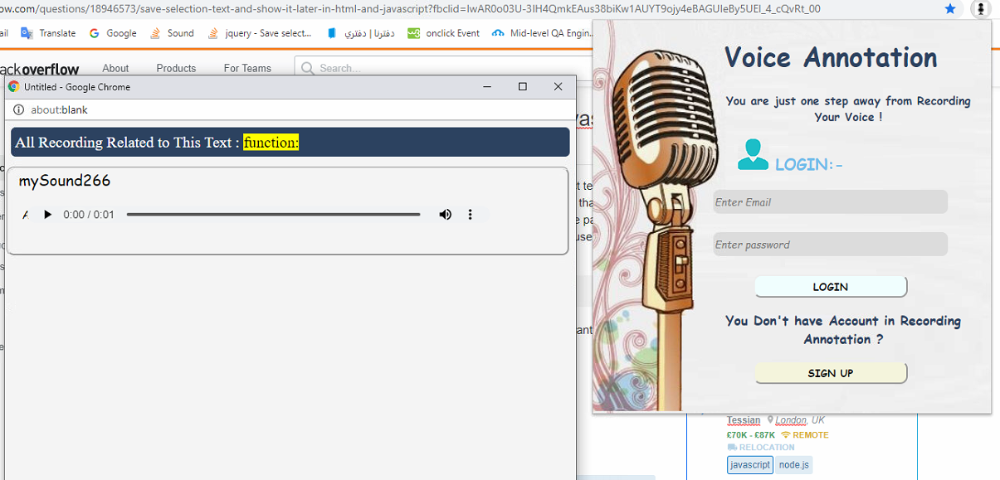 ow.com/questions/18946573/save-selection-text-and-show-it-later-in-html-and-javascript?fbclid=IwAR0o03U-3IH4QmkEAus38biKw1AUYT9ojy4eBAGUIeBy5UEI_4_cQvRt_00
ail Translate Google Sound jquery - Save select... دفترنا | دفتري onclick Event Mid-level QA Engin...
ackoverflow About Products For Teams Search...
Untitled - Google Chrome
about:blank
All Recording Related to This Text : function:
mySound266
0:00 / 0:01
Voice Annotation
You are just one step away from Recording
Your Voice !
LOGIN:-
Enter Email
Enter password
LOGIN
You Don't have Account in Recording
Annotation ?
SIGN UP
Tessian London, UK
£70K - £87K REMOTE
RELOCATION
javascript node.js